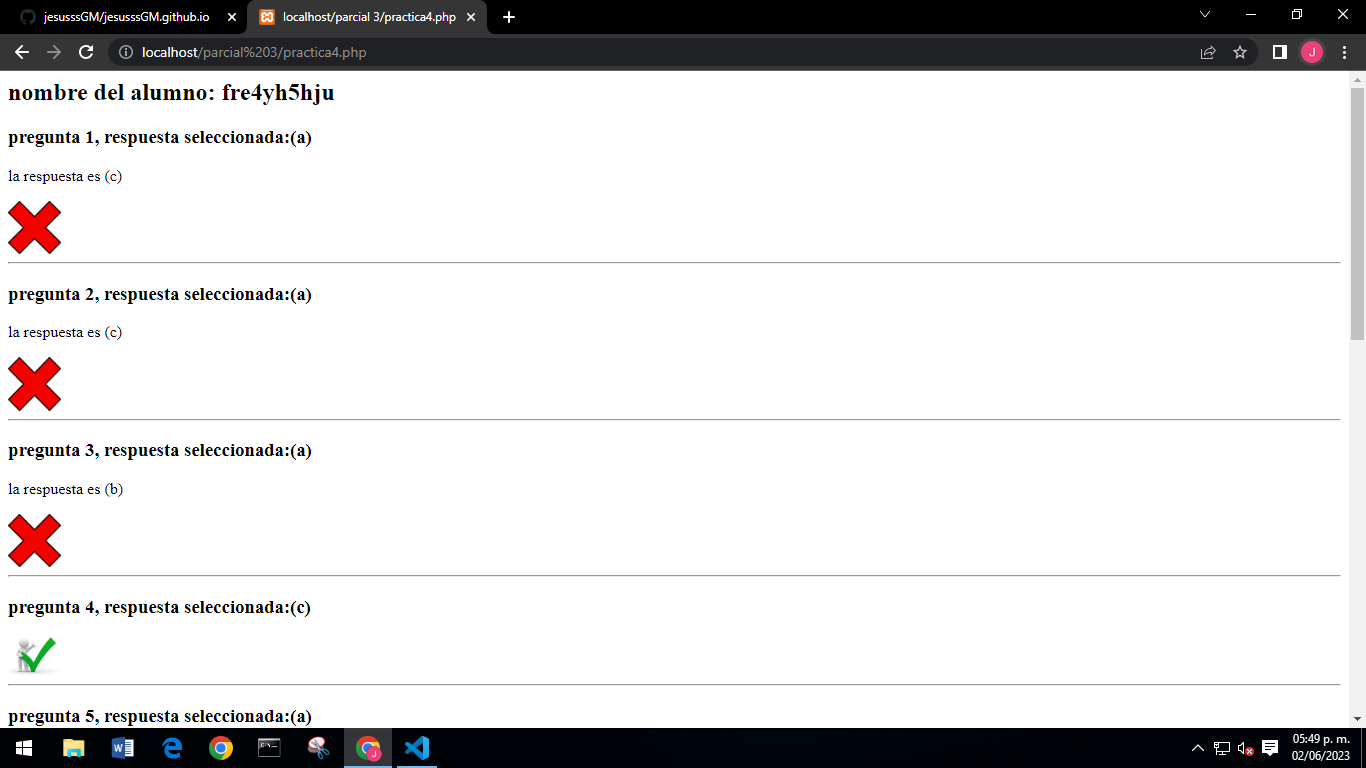 jesusssGM/jesusssGM.github.io
localhost/parcial 3/practica4.php
localhost/parcial%203/practica4.php
J
nombre del alumno: fre4yh5hju
pregunta 1, respuesta seleccionada:(a)
la respuesta es (c)
pregunta 2, respuesta seleccionada:(a)
la respuesta es (c)
pregunta 3, respuesta seleccionada:(a)
la respuesta es (b)
pregunta 4, respuesta seleccionada:(c)
pregunta 5, respuesta seleccionada:(a)
05:49 p. m.
02/06/2023